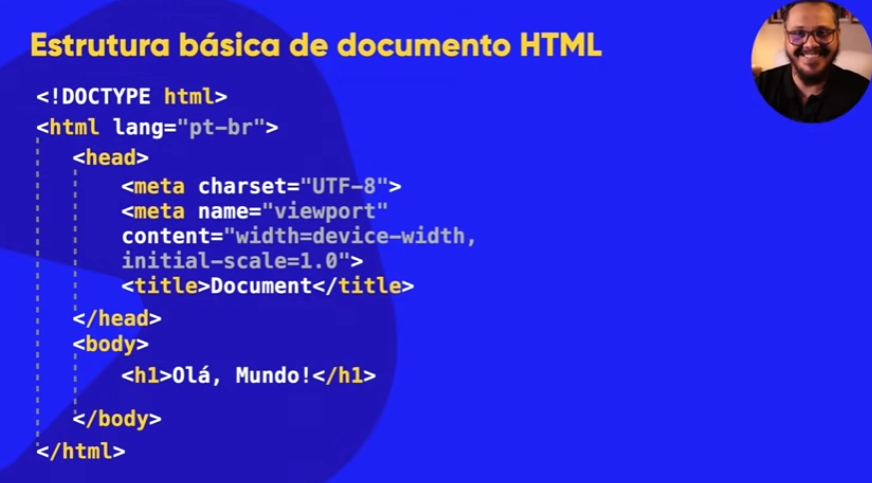 Estrutura básica de documento HTML
<!DOCTYPE html>
<html lang="pt-br">
<head>
<meta charset="UTF-8">
<meta name="viewport"
content="width=device-width,
initial-scale=1.0">
<title>Document</title>
</head>
<body>
<h1>Olá, Mundo!</h1>
</body>
</html>